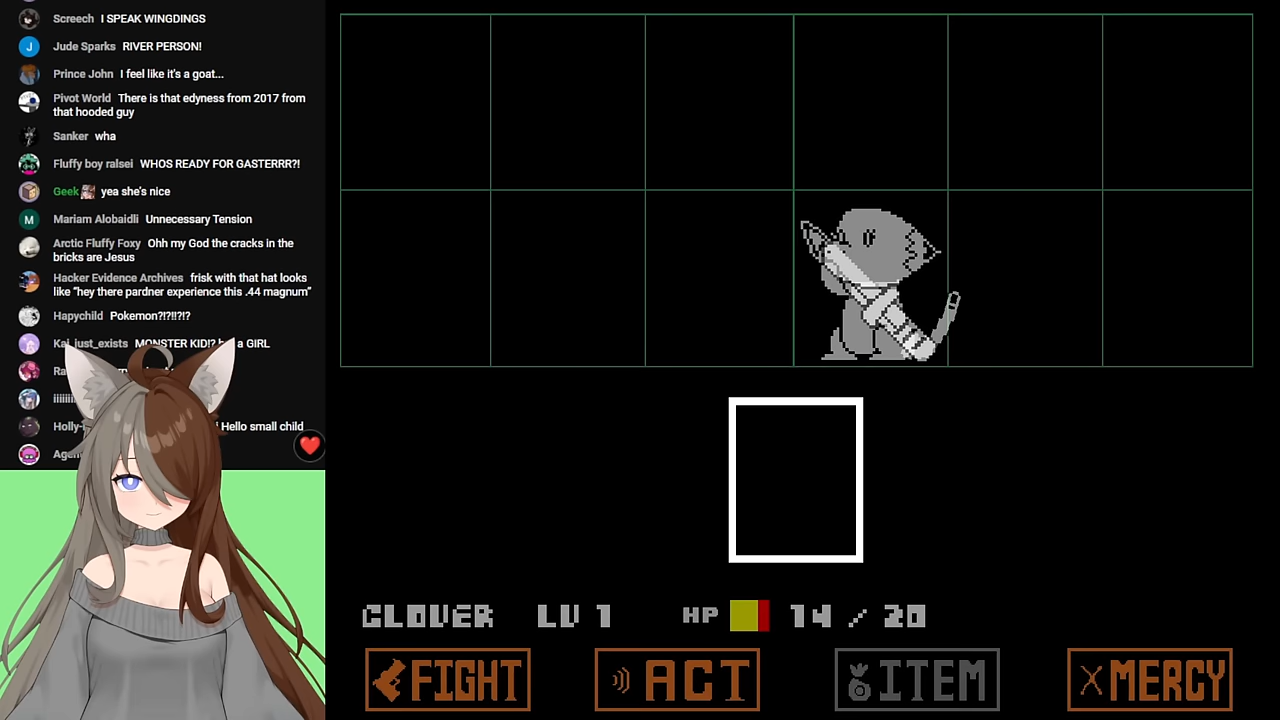 Screech I SPEAK WINGDINGS
J Jude Sparks RIVER PERSON!
Prince John I feel like it's a goat...
Pivot World There is that edyness from 2017 from
that hooded guy
Sanker wha
Fluffy boy ralsei WHOS READY FOR GASTERRR?!
Geek yea she's nice
M Mariam Alobaidli Unnecessary Tension
Arctic Fluffy Foxy Ohh my God the cracks in the
bricks are Jesus
Hacker Evidence Archives frisk with that hat looks
like "hey there pardner experience this .44 magnum"
Hapychild Pokemon?!?!!?!?
Kai_just_exists MONSTER KID!? a GIRL
Hello small child
CLOVER LV 1 HP 14 / 20
FIGHT ACT ITEM MERCY